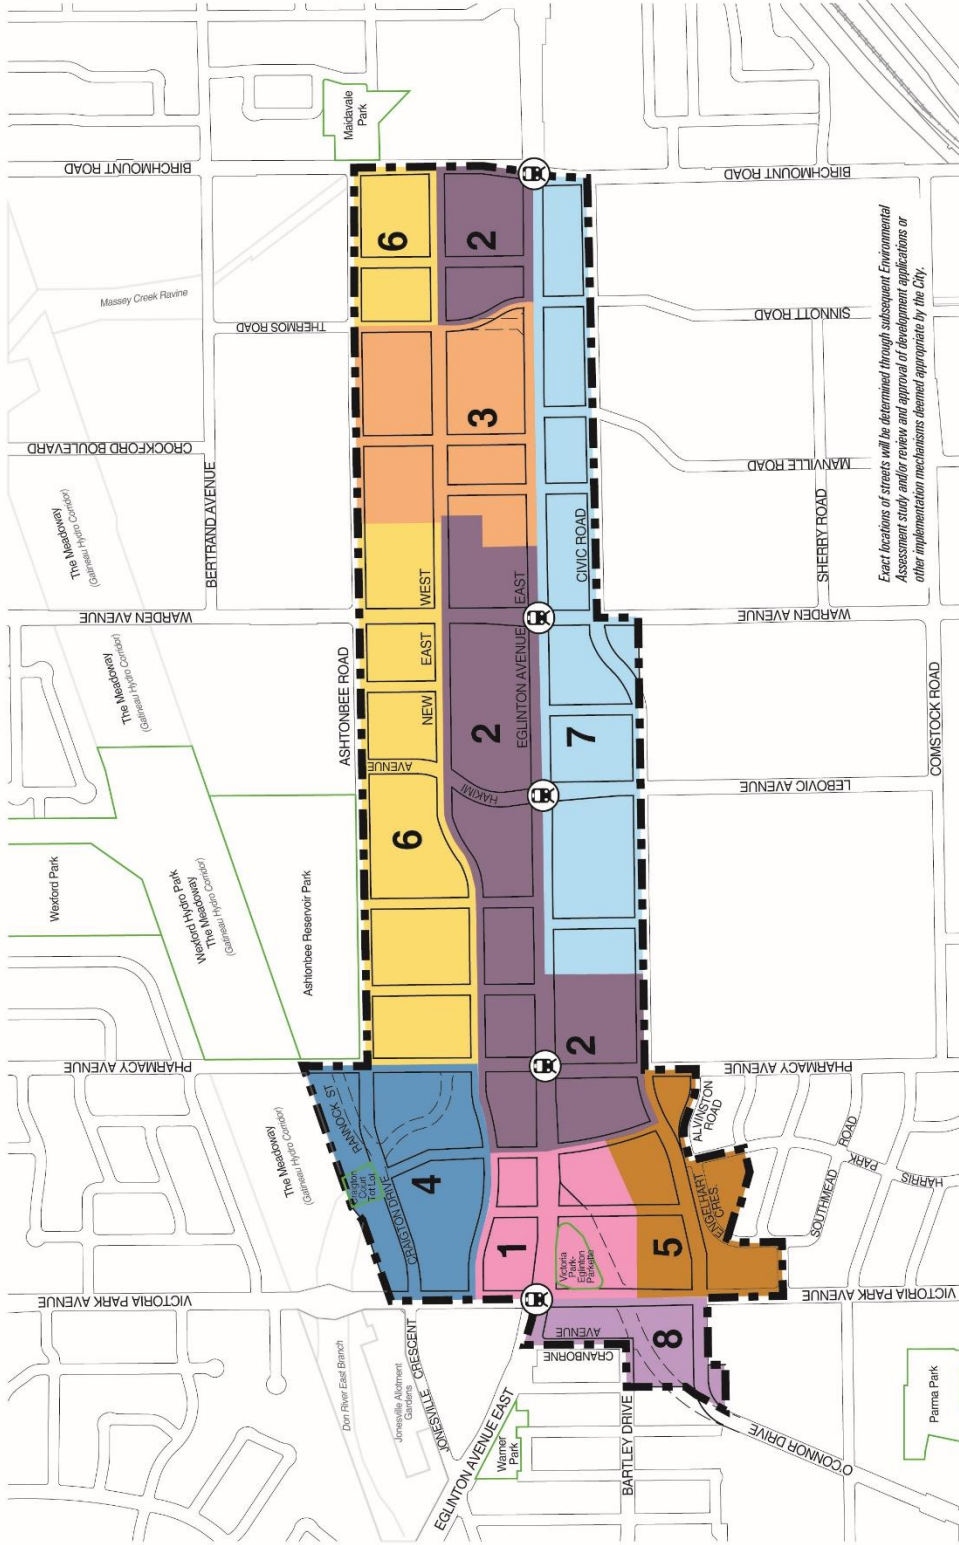 VICTORIA PARK AVENUE
PHARMACY AVENUE
Wexford Park
WARDEN AVENUE
CROCKFORD BOULEVARD
BIRCHMOUNT ROAD
Wexford Hydro Park
The Meadoway
(Gatineau Hydro Corridor)
The Meadoway
(Gatineau Hydro Corridor)
The Meadoway
(Gatineau Hydro Corridor)
Massey Creek Ravine
BERTRAND AVENUE
THERMOS ROAD
The Meadoway
(Gatineau Hydro Corridor)
Ashtonbee Reservoir Park
ASHTONBEE ROAD
Maidavale
Park
Don River East Branch
RANNOCK ST
Craigton
Court
Tot Lot
CRAIGTON DRIVE
Jonesville Allotment
Gardens
JONESVILLE CRESCENT
4
6
AVENUE
NEW EAST WEST
6
HAKIMI
EGLINTON AVENUE EAST
EGLINTON AVENUE EAST
Warner
Park
1
2
3
2
CRANBORNE
AVENUE
Victoria
Park-
Eglinton
Parkette
2
7
CIVIC ROAD
BARTLEY DRIVE
8
5
ENGELHART
CRES.
ALVINSTON
ROAD
O'CONNOR DRIVE
VICTORIA PARK AVENUE
SOUTHMEAD ROAD
HARRIS PARK
PHARMACY AVENUE
LEBOVIC AVENUE
WARDEN AVENUE
MANVILLE ROAD
SINNOTT ROAD
BIRCHMOUNT ROAD
SHERRY ROAD
COMSTOCK ROAD
Parma Park
Exact locations of streets will be determined through subsequent Environmental
Assessment study and/or review and approval of development applications or
other implementation mechanisms deemed appropriate by the City.